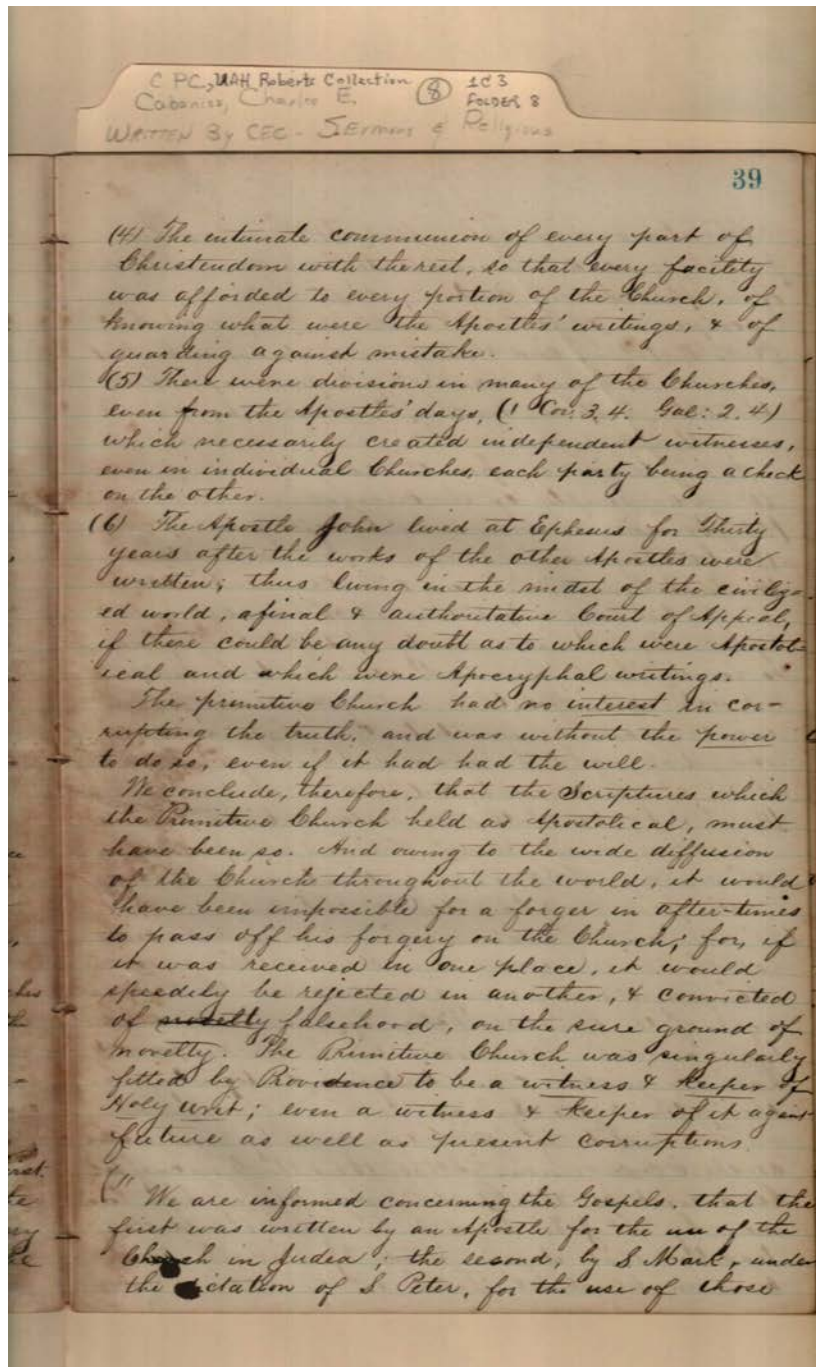 C PC, UAH Roberts Collection (8) 1C3
Cabaniss, Charles E. FOLDER 8
WRITTEN By CEC - Sermons & Religious
39
(4) The intimate communion of every part of
Christendom with the rest, so that every facility
was afforded to every portion of the Church, of
knowing what were the Apostles' writings, & of
guarding against mistake.
(5) There were divisions in many of the Churches,
even from the Apostles' days, (1 Cor. 3. 4. Gal: 2. 4)
which necessarily created independent witnesses,
even in individual Churches, each party being a check
on the other.
(6) The Apostle John lived at Ephesus for Thirty
years after the works of the other Apostles were
written; thus living in the midst of the civiliz-
ed world, a final & authoritative Court of Appeal,
if there could be any doubt as to which were Apostol-
ical and which were Apocryphal writings.
The primitive Church had no interest in cor-
rupting the truth, and was without the power
to do so, even if it had had the will.
We conclude, therefore, that the Scriptures which
the Primitive Church held as Apostolical, must
have been so. And owing to the wide diffusion
of the Church throughout the world, it would
have been impossible for a forger in after-times
to pass off his forgery on the Church; for, if
it was received in one place, it would
speedily be rejected in another, & convicted
of novelty falsehood, on the sure ground of
novelty. The Primitive Church was singularily
fitted by Providence to be a witness & keeper of
Holy writ; even a witness & keeper of it against
future as well as present corruptions.
We are informed concerning the Gospels, that the
first was written by an Apostle for the use of the
Church in Judea; the second, by S Mark, under
the dictation of S Peter, for the use of those